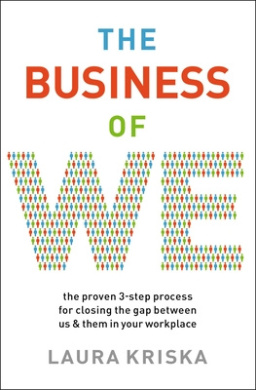 THE
BUSINESS
OF
WE
the proven 3-step process
for closing the gap between
us & them in your workplace
LAURA KRISKA